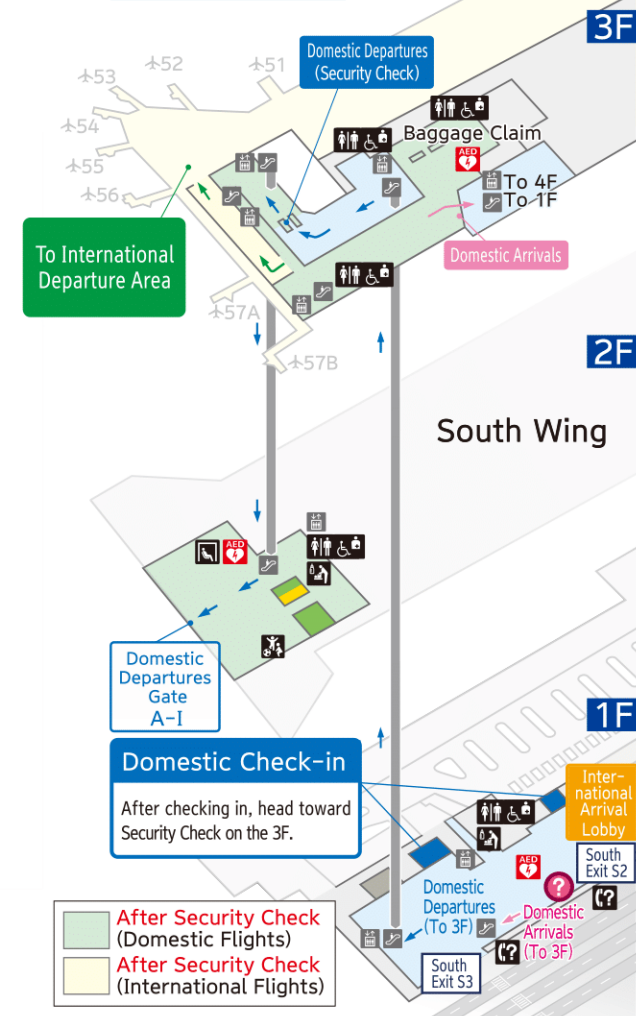 3F
Domestic Departures
(Security Check)
53
52
51
54
55
56
Baggage Claim
AED
To 4F
To 1F
To International
Departure Area
Domestic Arrivals
57A
57B
2F
South Wing
AED
Domestic
Departures
Gate
A-I
1F
Domestic Check-in
After checking in, head toward
Security Check on the 3F.
Inter-
national
Arrival
Lobby
AED
South
Exit S2
?
?
Domestic
Departures
(To 3F)
Domestic
Arrivals
(To 3F)
?
South
Exit S3
After Security Check
(Domestic Flights)
After Security Check
(International Flights)